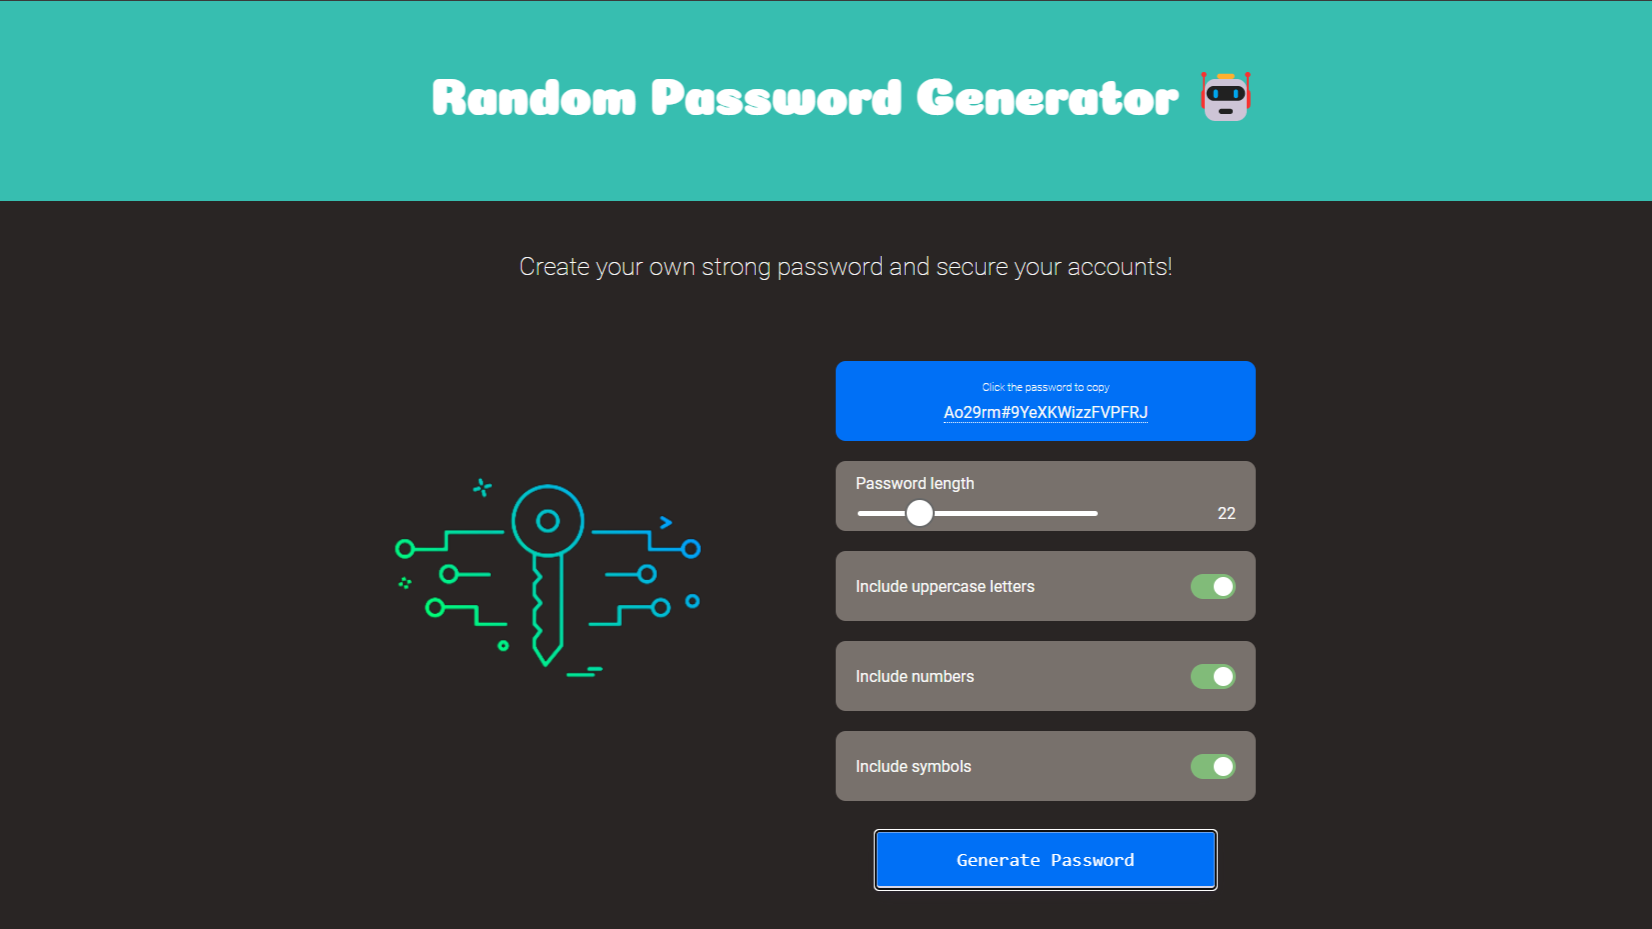 Random Password Generator
Create your own strong password and secure your accounts!
Click the password to copy
Ao29rm#9YeXKWizzFVPFRJ
Password length
22
Include uppercase letters
Include numbers
Include symbols
Generate Password